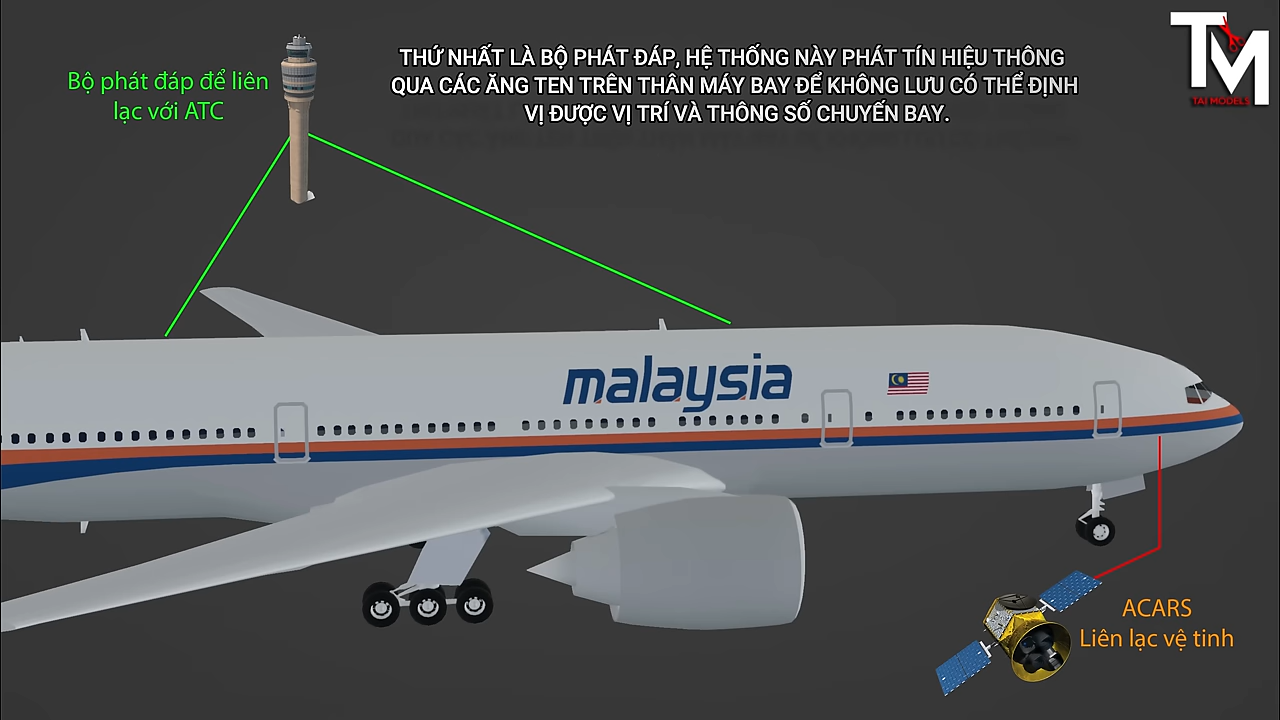 Bộ phát đáp để liên
lạc với ATC
THỨ NHẤT LÀ BỘ PHÁT ĐÁP, HỆ THỐNG NÀY PHÁT TÍN HIỆU THÔNG
QUA CÁC ĂNG TEN TRÊN THÂN MÁY BAY ĐỂ KHÔNG LƯU CÓ THỂ ĐỊNH
VỊ ĐƯỢC VỊ TRÍ VÀ THÔNG SỐ CHUYẾN BAY.
TM
TAI MODELS
malaysia
ACARS
Liên lạc vệ tinh